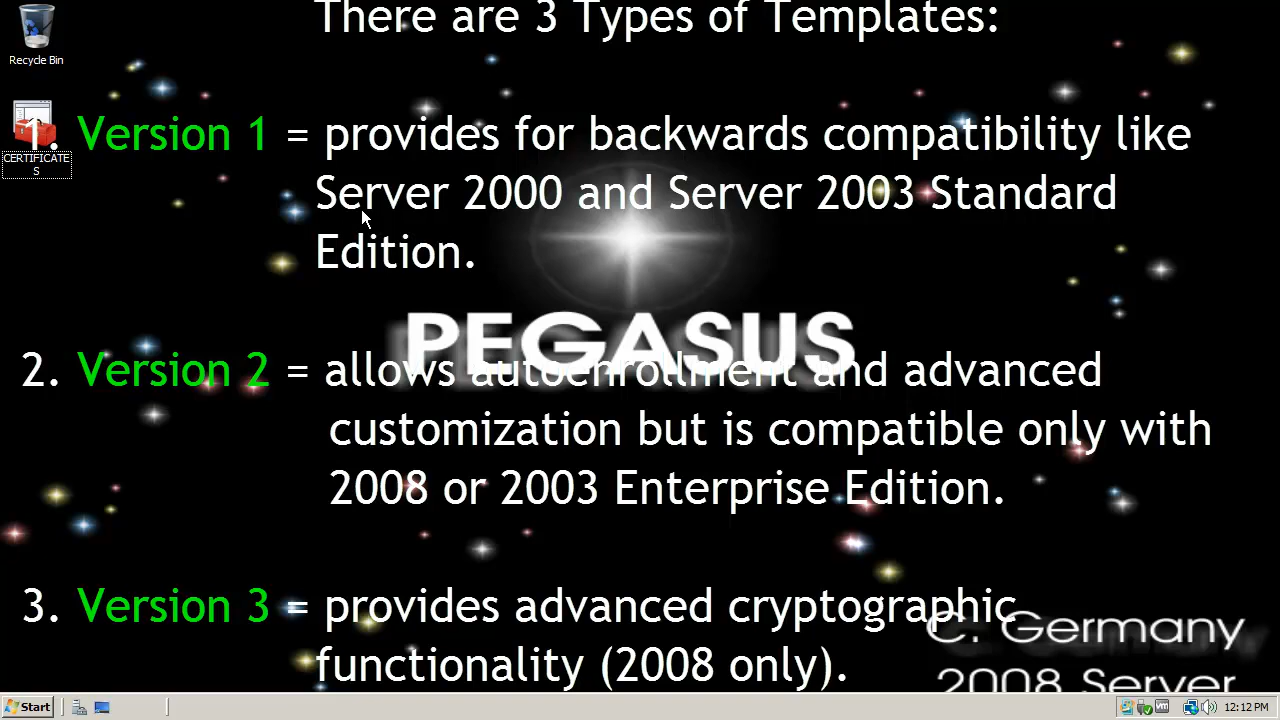 There are 3 Types of Templates:
Recycle Bin
1. Version 1 = provides for backwards compatibility like
CERTIFICATE
S
Server 2000 and Server 2003 Standard
Edition.
PEGASUS
2. Version 2 = allows autoenrollment and advanced
customization but is compatible only with
2008 or 2003 Enterprise Edition.
3. Version 3 = provides advanced cryptographic
C. Germany
functionality (2008 only).
2008 Server
Start
vm
12:12 PM